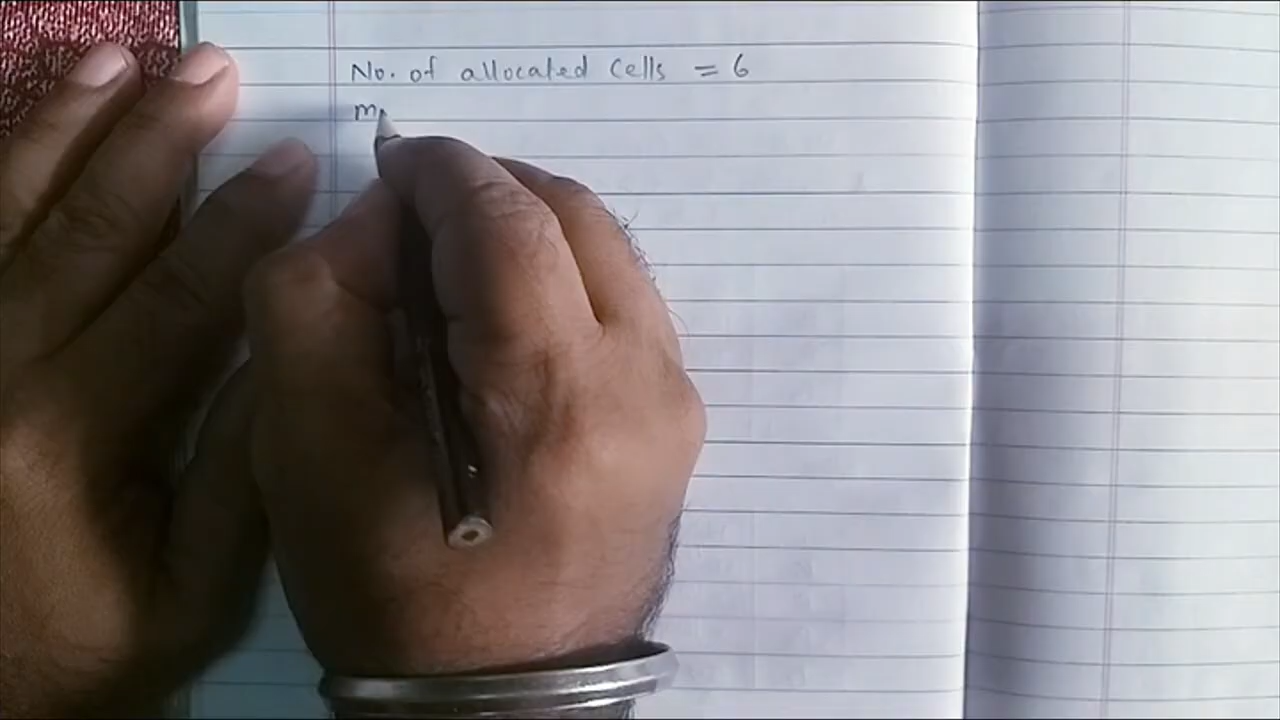 No. of allocated cells = 6
m